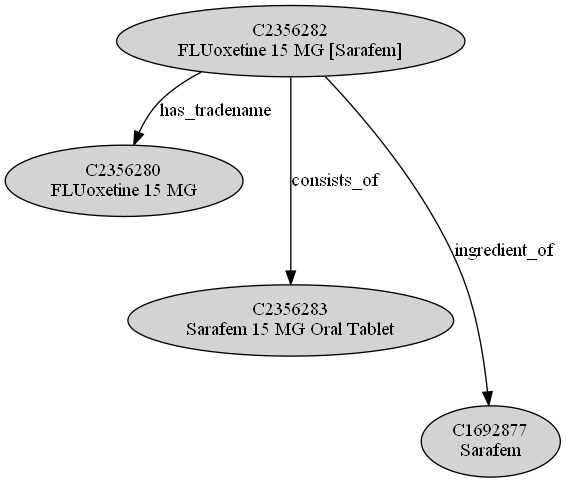 C2356282
FLUoxetine 15 MG [Sarafem]
has_tradename
C2356280
FLUoxetine 15 MG
consists_of
ingredient_of
C2356283
Sarafem 15 MG Oral Tablet
C1692877
Sarafem